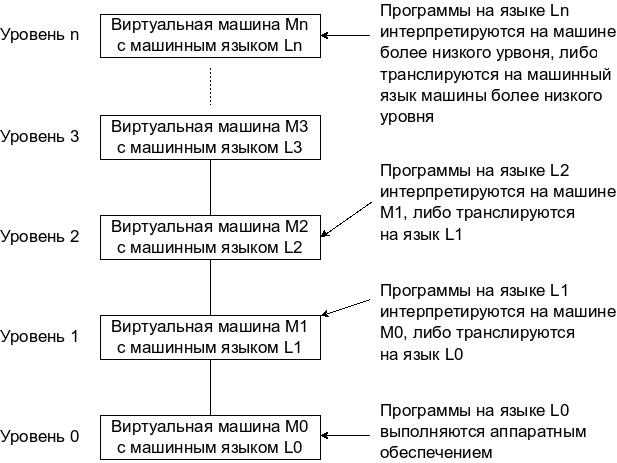 Уровень n
Виртуальная машина Mn
с машинным языком Ln
Программы на языке Ln
интерпретируются на машине
более низкого урвоня, либо
транслируются на машинный
язык машины более низкого
уровня
Уровень 3
Виртуальная машина M3
с машинным языком L3
Уровень 2
Виртуальная машина M2
с машинным языком L2
Программы на языке L2
интерпретируются на машине
M1, либо транслируются
на язык L1
Уровень 1
Виртуальная машина M1
с машинным языком L1
Программы на языке L1
интерпретируются на машине
M0, либо транслируются
на язык L0
Уровень 0
Виртуальная машина M0
с машинным языком L0
Программы на языке L0
выполняются аппаратным
обеспечением